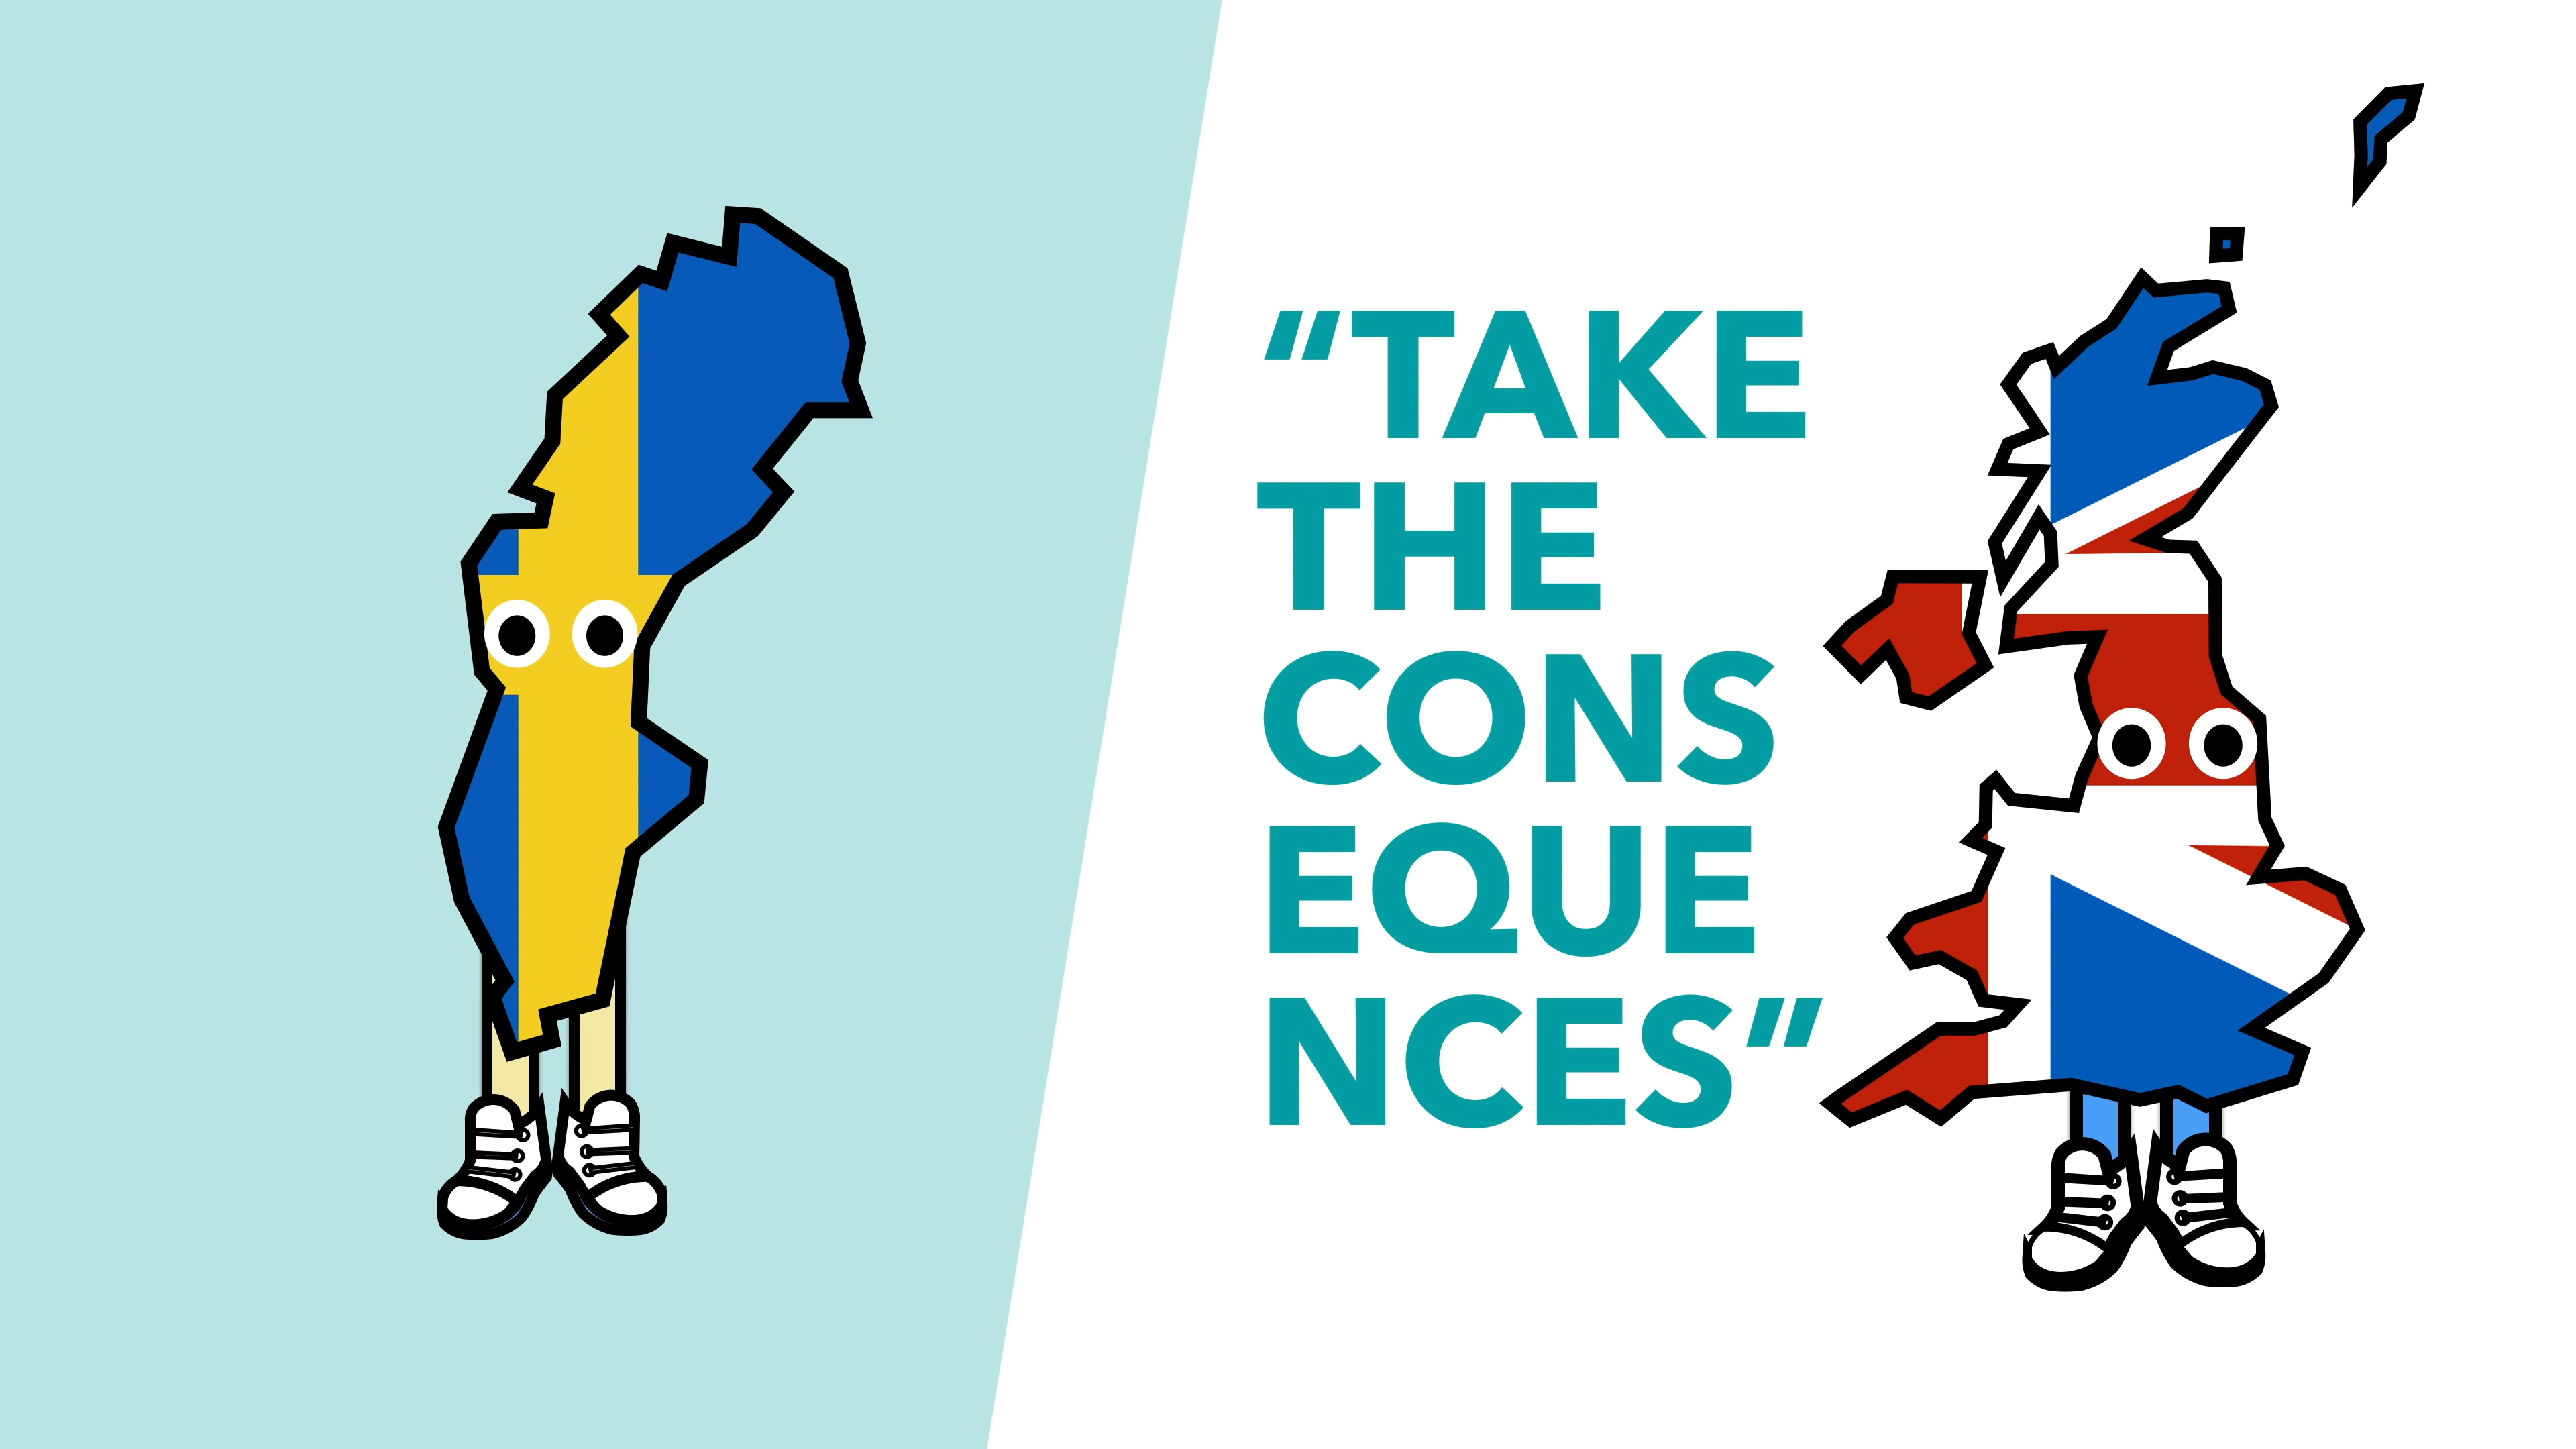 “TAKE
THE
CONS
EQUE
NCES”